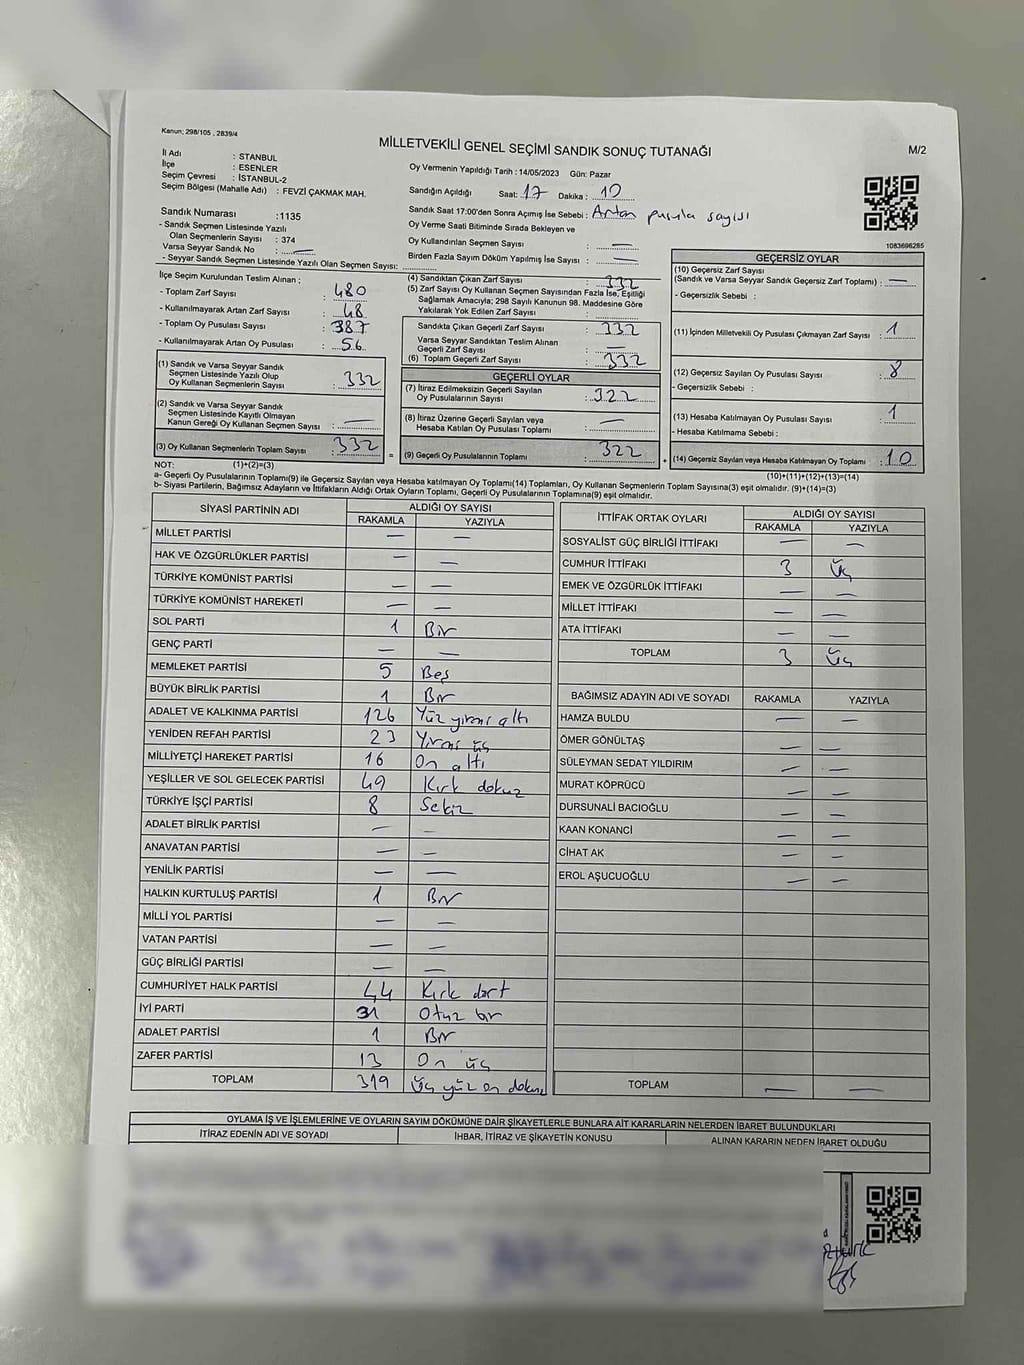 Kanun; 298/105 , 2839/4
MİLLETVEKİLİ GENEL SEÇİMİ SANDIK SONUÇ TUTANAĞI
M/2
İl Adı : STANBUL
İlçe : ESENLER
Seçim Çevresi : İSTANBUL-2
Seçim Bölgesi (Mahalle Adı) : FEVZİ ÇAKMAK MAH.
Oy Vermenin Yapıldığı Tarih : 14/05/2023 Gün: Pazar
Sandığın Açıldığı Saat: 17 Dakika : 10
Sandık Saat 17:00'den Sonra Açımış İse Sebebi : Artan pusula sayısı
Oy Verme Saati Bitiminde Sırada Bekleyen ve
Oy Kullandırılan Seçmen Sayısı : —
Birden Fazla Sayım Döküm Yapılmış İse Sayısı : —
1083696285
Sandık Numarası :1135
- Sandık Seçmen Listesinde Yazılı
Olan Seçmenlerin Sayısı : 374
Varsa Seyyar Sandık No : —
- Seyyar Sandık Seçmen Listesinde Yazılı Olan Seçmen Sayısı:
İlçe Seçim Kurulundan Teslim Alınan ;
- Toplam Zarf Sayısı : 480
- Kullanılmayarak Artan Zarf Sayısı : 48
- Toplam Oy Pusulası Sayısı : 387
- Kullanılmayarak Artan Oy Pusulası : 56
(1) Sandık ve Varsa Seyyar Sandık
Seçmen Listesinde Yazılı Olup
Oy Kullanan Seçmenlerin Sayısı : 332
(2) Sandık ve Varsa Seyyar Sandık
Seçmen Listesinde Kayıtlı Olmayan
Kanun Gereği Oy Kullanan Seçmen Sayısı : —
(3) Oy Kullanan Seçmenlerin Toplam Sayısı : 332
(4) Sandıktan Çıkan Zarf Sayısı : 332
(5) Zarf Sayısı Oy Kullanan Seçmen Sayısından Fazla İse, Eşitliği
Sağlamak Amacıyla; 298 Sayılı Kanunun 98. Maddesine Göre
Yakılarak Yok Edilen Zarf Sayısı :
Sandıkta Çıkan Geçerli Zarf Sayısı : 332
Varsa Seyyar Sandıktan Teslim Alınan
Geçerli Zarf Sayısı : —
(6) Toplam Geçerli Zarf Sayısı : 332
GEÇERLİ OYLAR
(7) İtiraz Edilmeksizin Geçerli Sayılan
Oy Pusulalarının Sayısı : 322
(8) İtiraz Üzerine Geçerli Sayılan veya
Hesaba Katılan Oy Pusulası Toplamı : —
= (9) Geçerli Oy Pusulalarının Toplamı : 322
GEÇERSİZ OYLAR
(10) Geçersiz Zarf Sayısı
(Sandık ve Varsa Seyyar Sandık Geçersiz Zarf Toplamı) : —
- Geçersizlik Sebebi :
(11) İçinden Milletvekili Oy Pusulası Çıkmayan Zarf Sayısı : 1
(12) Geçersiz Sayılan Oy Pusulası Sayısı : 8
- Geçersizlik Sebebi :
(13) Hesaba Katılmayan Oy Pusulası Sayısı 1
- Hesaba Katılmama Sebebi :
+ (14) Geçersiz Sayılan veya Hesaba Katılmayan Oy Toplamı : 10
NOT: (1)+(2)=(3) (10)+(11)+(12)+(13)=(14)
a- Geçerli Oy Pusulalarının Toplamı(9) ile Geçersiz Sayılan veya Hesaba katılmayan Oy Toplamı(14) Toplamları, Oy Kullanan Seçmenlerin Toplam Sayısına(3) eşit olmalıdır. (9)+(14)=(3)
b- Siyasi Partilerin, Bağımsız Adayların ve İttifakların Aldığı Ortak Oyların Toplamı, Geçerli Oy Pusulalarının Toplamına(9) eşit olmalıdır.
SİYASİ PARTİNİN ADI ALDIĞI OY SAYISI
RAKAMLA YAZIYLA
MİLLET PARTİSİ — —
HAK VE ÖZGÜRLÜKLER PARTİSİ — —
TÜRKİYE KOMÜNİST PARTİSİ — —
TÜRKİYE KOMÜNİST HAREKETİ — —
SOL PARTİ 1 Bir
GENÇ PARTİ — —
MEMLEKET PARTİSİ 5 Beş
BÜYÜK BİRLİK PARTİSİ 1 Bir
ADALET VE KALKINMA PARTİSİ 126 Yüz yirmi altı
YENİDEN REFAH PARTİSİ 23 Yirmi üç
MİLLİYETÇİ HAREKET PARTİSİ 16 On altı
YEŞİLLER VE SOL GELECEK PARTİSİ 49 Kırk dokuz
TÜRKİYE İŞÇİ PARTİSİ 8 Sekiz
ADALET BİRLİK PARTİSİ — —
ANAVATAN PARTİSİ — —
YENİLİK PARTİSİ — —
HALKIN KURTULUŞ PARTİSİ 1 Bir
MİLLİ YOL PARTİSİ — —
VATAN PARTİSİ — —
GÜÇ BİRLİĞİ PARTİSİ — —
CUMHURİYET HALK PARTİSİ 44 Kırk dört
İYİ PARTİ 31 Otuz bir
ADALET PARTİSİ 1 Bir
ZAFER PARTİSİ 13 On üç
TOPLAM 319 Üç yüz on dokuz
İTTİFAK ORTAK OYLARI ALDIĞI OY SAYISI
RAKAMLA YAZIYLA
SOSYALİST GÜÇ BİRLİĞİ İTTİFAKI — —
CUMHUR İTTİFAKI 3 Üç
EMEK VE ÖZGÜRLÜK İTTİFAKI — —
MİLLET İTTİFAKI — —
ATA İTTİFAKI — —
TOPLAM 3 Üç
BAĞIMSIZ ADAYIN ADI VE SOYADI RAKAMLA YAZIYLA
HAMZA BULDU — —
ÖMER GÖNÜLTAŞ — —
SÜLEYMAN SEDAT YILDIRIM — —
MURAT KÖPRÜCÜ — —
DURSUNALİ BACIOĞLU — —
KAAN KONANCİ — —
CİHAT AK — —
EROL AŞUCUOĞLU — —
TOPLAM — —
OYLAMA İŞ VE İŞLEMLERİNE VE OYLARIN SAYIM DÖKÜMÜNE DAİR ŞİKAYETLERLE BUNLARA AİT KARARLARIN NELERDEN İBARET BULUNDUKLARI
İTİRAZ EDENİN ADI VE SOYADI İHBAR, İTİRAZ VE ŞİKAYETİN KONUSU ALINAN KARARIN NEDEN İBARET OLDUĞU